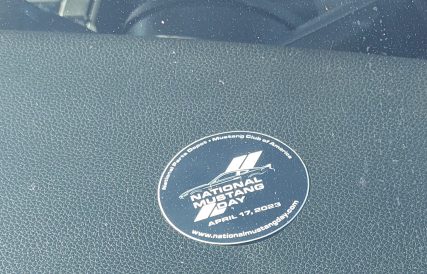 National Parts Depot • Mustang Club of America
NATIONAL
MUSTANG
DAY
APRIL 17, 2023
www.nationalmustangday.com